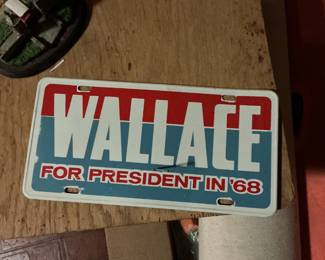 WALLACE
FOR PRESIDENT IN '68